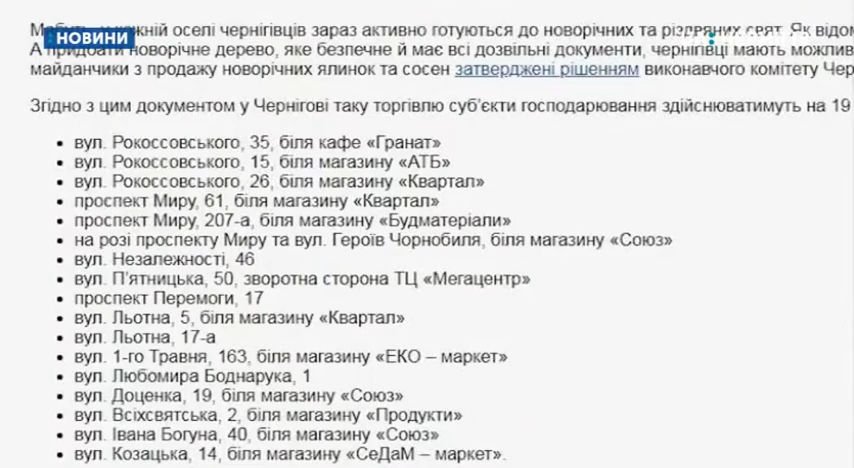 НОВИНИ
оселі чернігівців зараз активно готуються до новорічних та різдвяних свят. Як відом
А придбати новорічне дерево, яке безпечне й має всі дозвільні документи, чернівці мають можлив
майданчики з продажу новорічних ялинок та сосен затверджені рішенням виконавчого комітету Чер
Згідно з цим документом у Чернігові таку торгівлю суб’єкти господарювання здійснюватимуть на 19
• вул. Рокоссовського, 35, біля кафе «Гранат»
• вул. Рокоссовського, 15, біля магазину «АТБ»
• вул. Рокоссовського, 26, біля магазину «Квартал»
• проспект Миру, 61, біля магазину «Квартал»
• проспект Миру, 207-а, біля магазину «Будматеріали»
• на розі проспекту Миру та вул. Героїв Чорнобиля, біля магазину «Союз»
• вул. Незалежності, 46
• вул. П’ятницька, 50, зворотна сторона ТЦ «Мегацентр»
• проспект Перемоги, 17
• вул. Льотна, 5, біля магазину «Квартал»
• вул. Льотна, 17-а
• вул. 1-го Травня, 163, біля магазину «ЕКО – маркет»
• вул. Любомира Боднарука, 1
• вул. Доценка, 19, біля магазину «Союз»
• вул. Всіхсвятська, 2, біля магазину «Продукти»
• вул. Івана Богуна, 40, біля магазину «Союз»
• вул. Козацька, 14, біля магазину «СеДаМ – маркет».